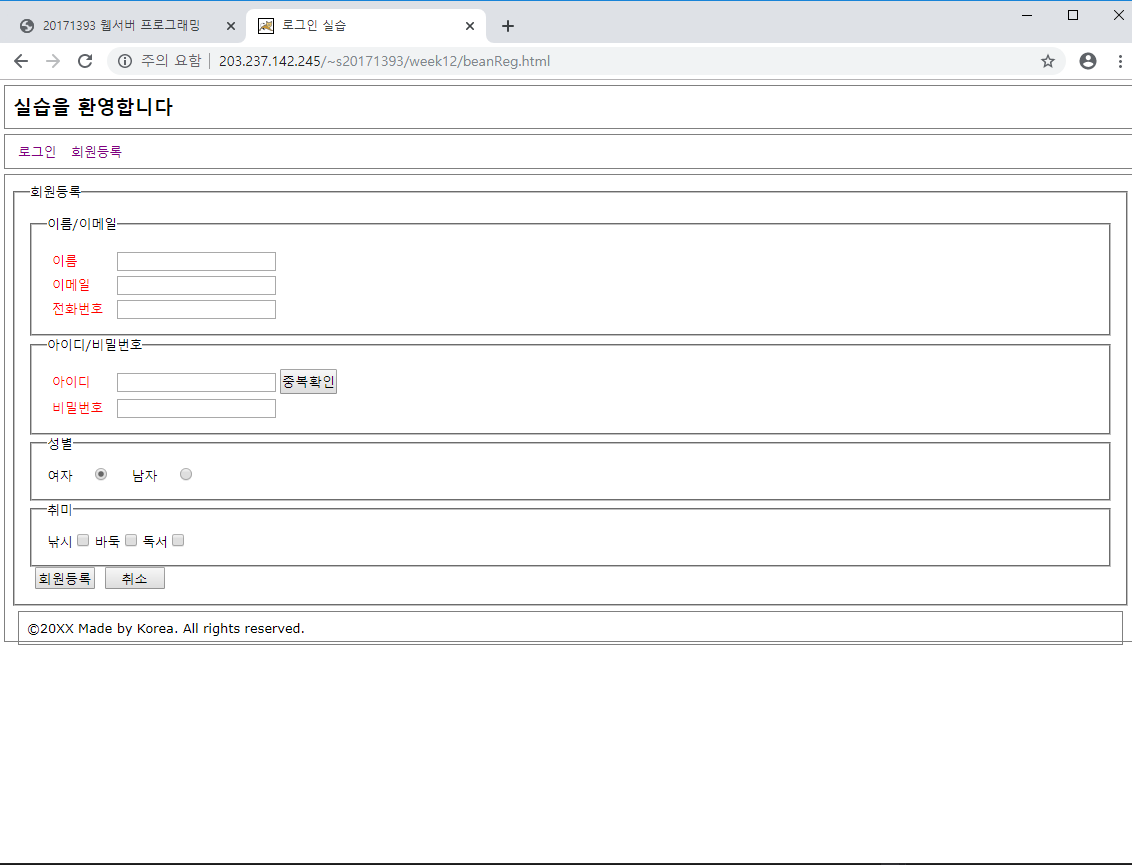 20171393 웹서버 프로그래밍
로그인 실습
주의 요함 | 203.237.142.245/~s20171393/week12/beanReg.html
실습을 환영합니다
로그인 회원등록
회원등록
이름/이메일
이름
이메일
전화번호
아이디/비밀번호
아이디 중복확인
비밀번호
성별
여자 남자
취미
낚시 바둑 독서
회원등록 취소
©20XX Made by Korea. All rights reserved.